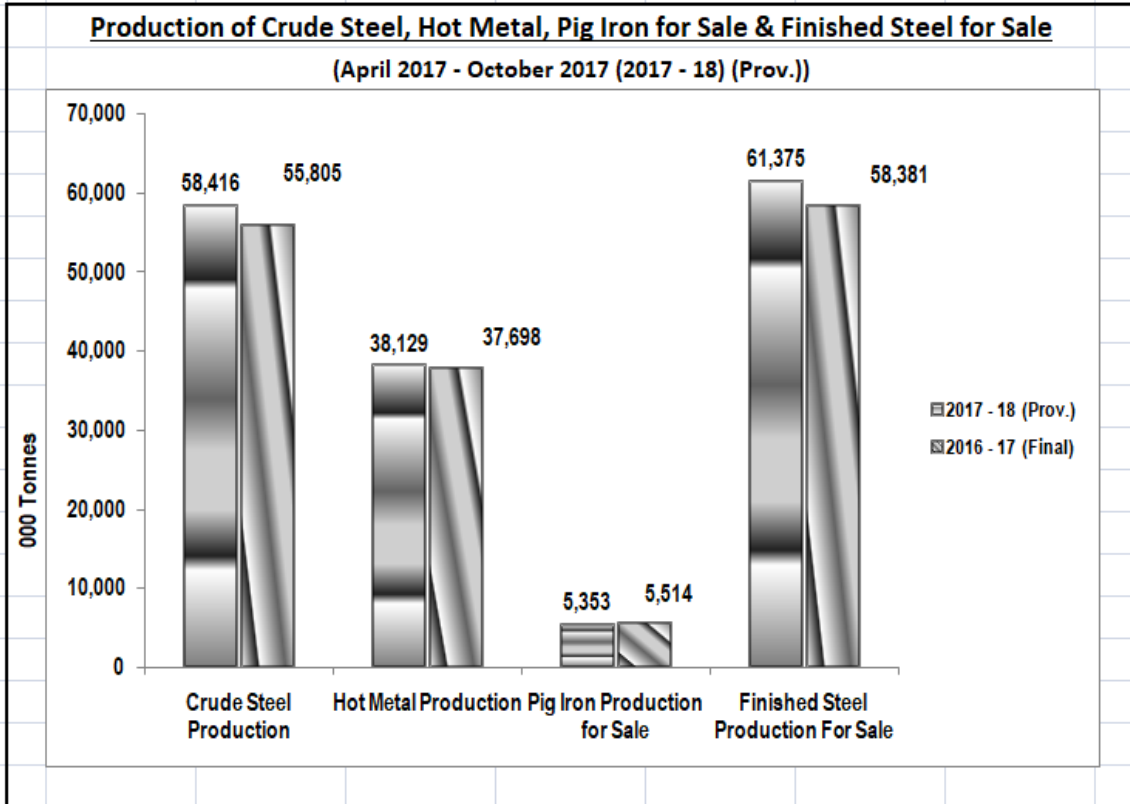 Production of Crude Steel, Hot Metal, Pig Iron for Sale & Finished Steel for Sale
(April 2017 - October 2017 (2017 - 18) (Prov.))
000 Tonnes
70,000
60,000
50,000
40,000
30,000
20,000
10,000
0
58,416
55,805
38,129
37,698
5,353
5,514
61,375
58,381
Crude Steel
Production
Hot Metal Production
Pig Iron Production
for Sale
Finished Steel
Production For Sale
2017 - 18 (Prov.)
2016 - 17 (Final)